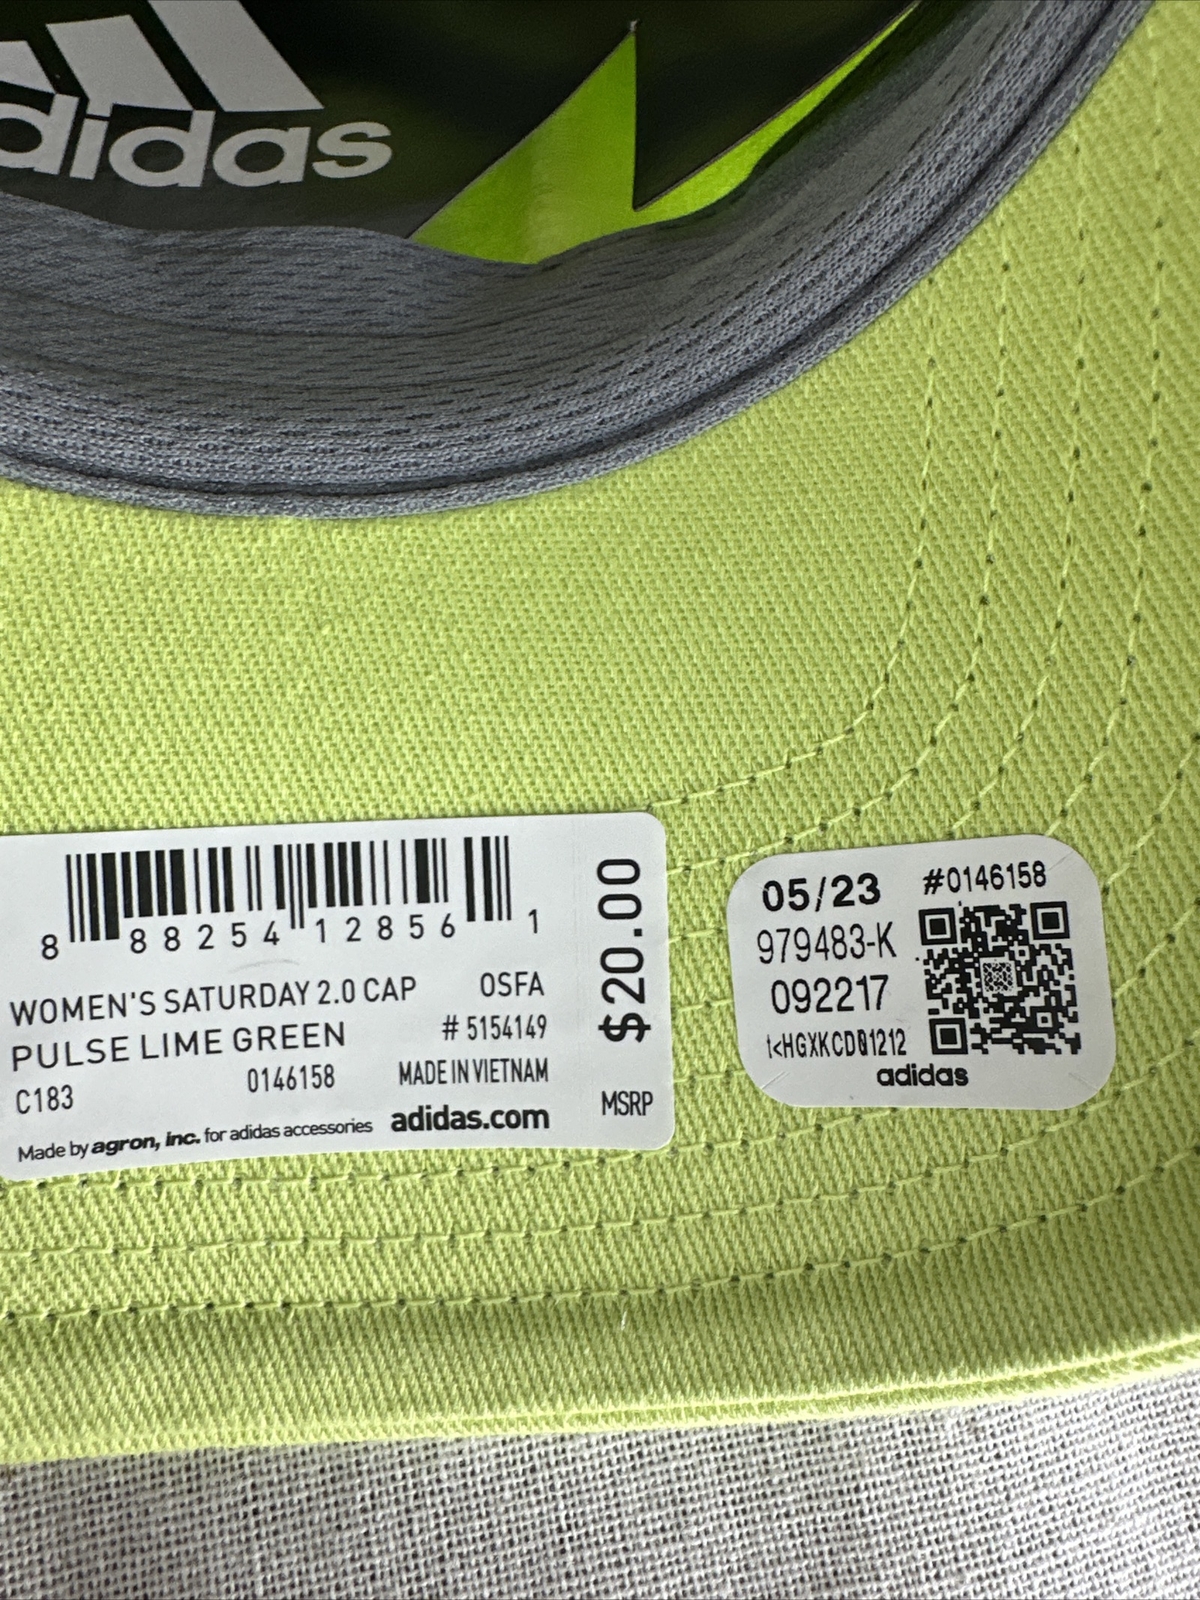 adidas
8 88254 12856 1
WOMEN'S SATURDAY 2.0 CAP OSFA
PULSE LIME GREEN # 5154149
C183 0146158 MADE IN VIETNAM
Made by agron, inc. for adidas accessories adidas.com
$20.00
MSRP
05/23 #0146158
979483-K
092217
adidas